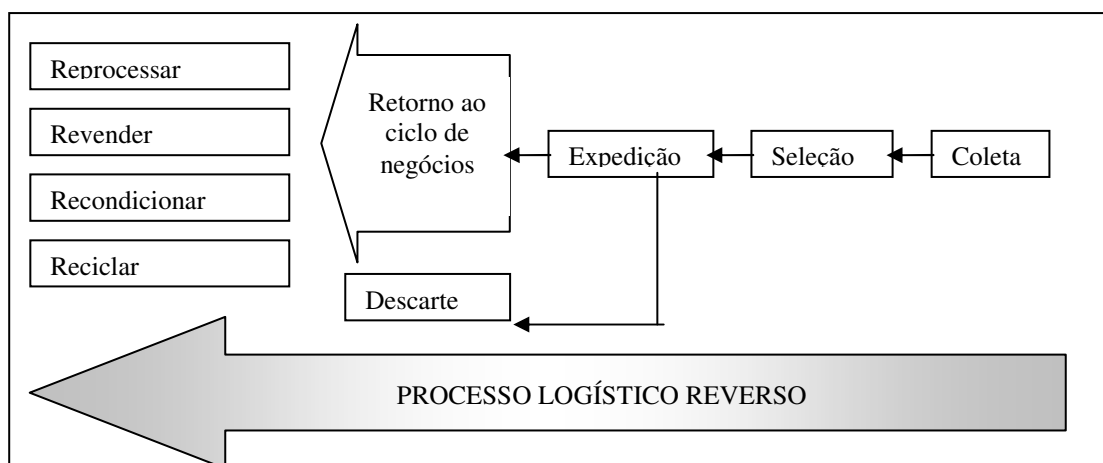 Reprocessar
Revender
Recondicionar
Reciclar
Retorno ao
ciclo de
negócios
Expedição
Seleção
Coleta
Descarte
PROCESSO LOGÍSTICO REVERSO